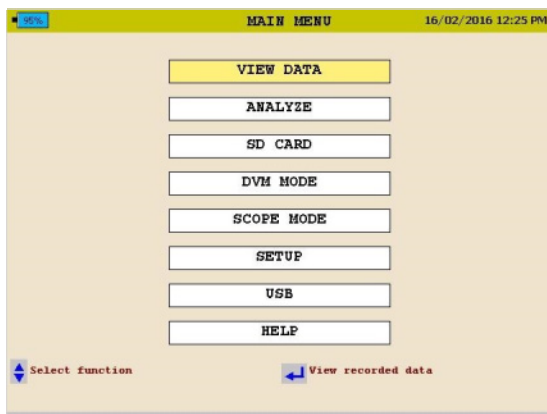 95% MAIN MENU 16/02/2016 12:25 PM
VIEW DATA
ANALYZE
SD CARD
DVM MODE
SCOPE MODE
SETUP
USB
HELP
Select function View recorded data